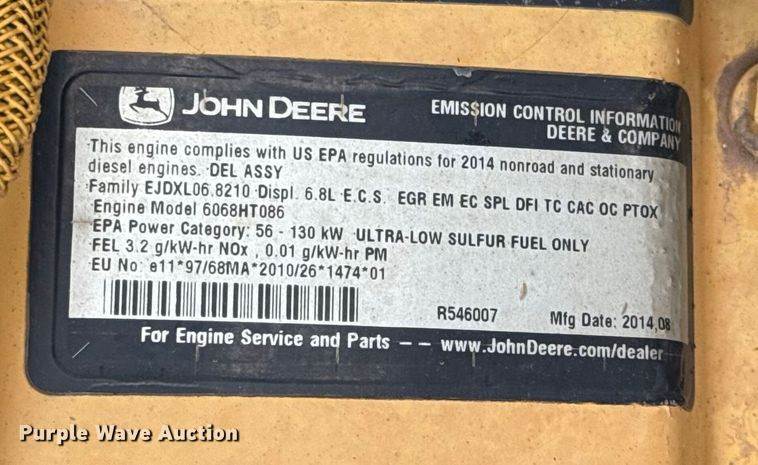 JOHN DEERE
EMISSION CONTROL INFORMATION
DEERE & COMPANY
This engine complies with US EPA regulations for 2014 nonroad and stationary
diesel engines. DEL ASSY
Family EJDXL06.8210 Displ. 6.8L E.C.S. EGR EM EC SPL DFI TC CAC OC PTOX
Engine Model 6068HT086
EPA Power Category: 56 - 130 kW ULTRA-LOW SULFUR FUEL ONLY
FEL 3.2 g/kW-hr NOx , 0.01 g/kW-hr PM
EU No: e11*97/68MA*2010/26*1474*01
R546007 Mfg Date: 2014,08
For Engine Service and Parts – – www.JohnDeere.com/dealer
Purple Wave Auction